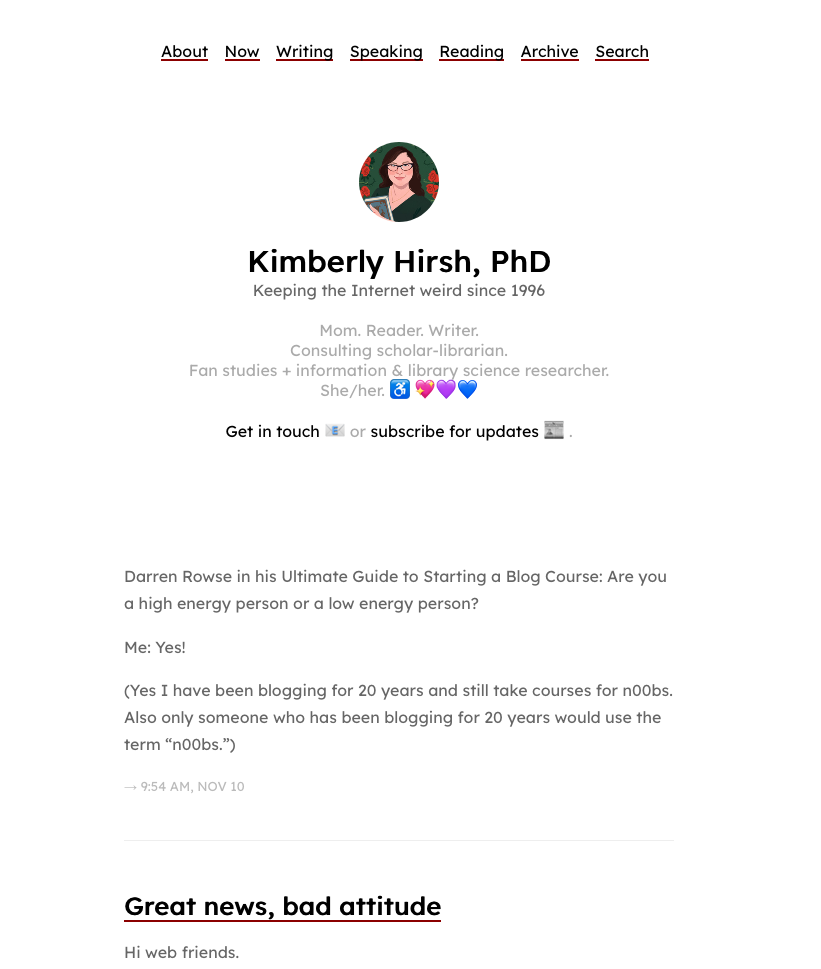 About Now Writing Speaking Reading Archive Search
Kimberly Hirsh, PhD
Keeping the Internet weird since 1996
Mom. Reader. Writer.
Consulting scholar-librarian.
Fan studies + information & library science researcher.
She/her. ♿ 💖💜💙
Get in touch 📧 or subscribe for updates 📰 .
Darren Rowse in his Ultimate Guide to Starting a Blog Course: Are you
a high energy person or a low energy person?
Me: Yes!
(Yes I have been blogging for 20 years and still take courses for n00bs.
Also only someone who has been blogging for 20 years would use the
term “n00bs.”)
→ 9:54 AM, NOV 10
Great news, bad attitude
Hi web friends.